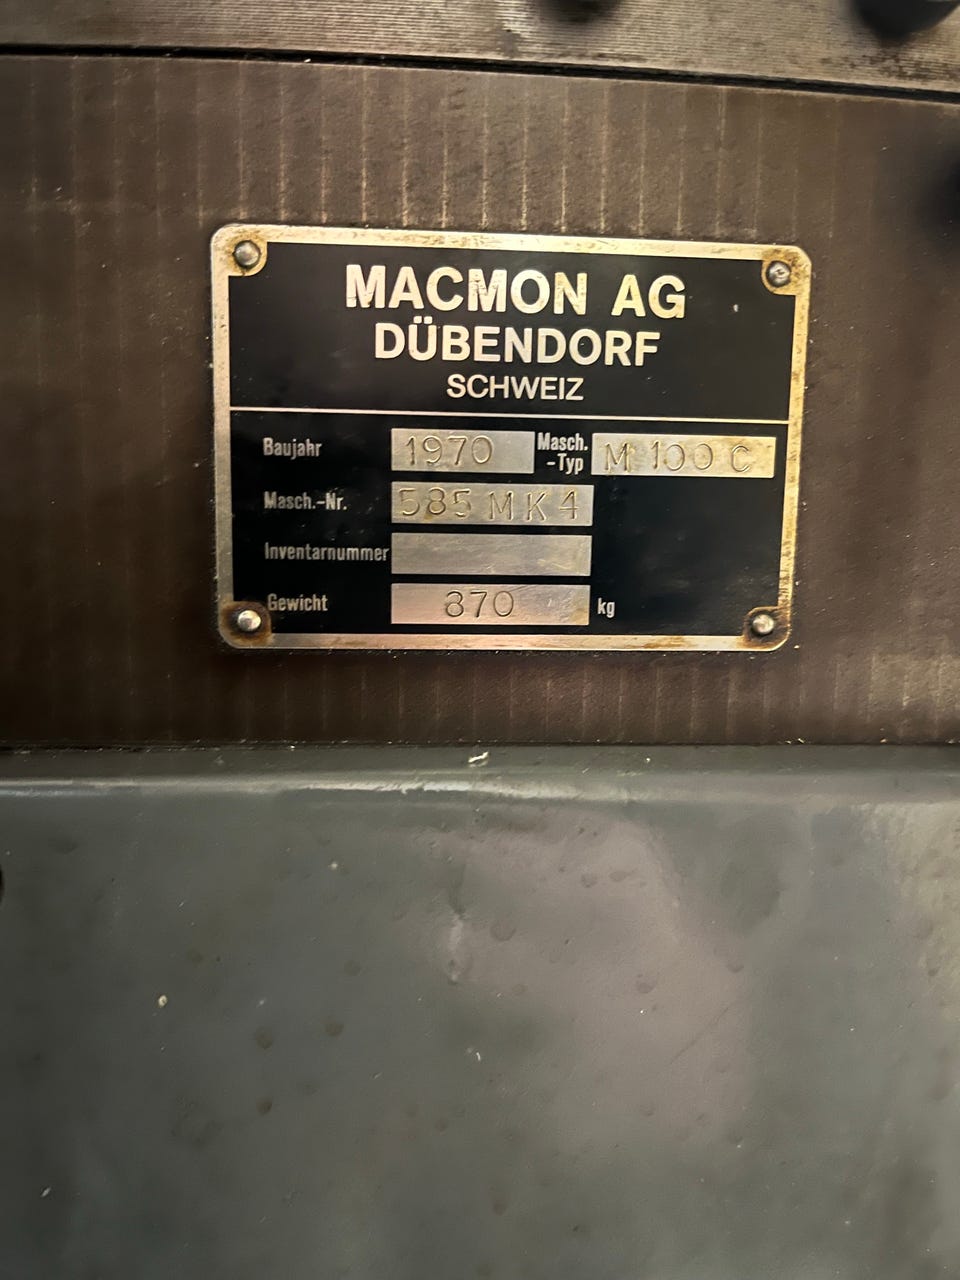 MACMON AG
DÜBENDORF
SCHWEIZ
Baujahr 1970 Masch.-Typ M 100 C
Masch.-Nr. 585 MK 4
Inventarnummer
Gewicht 870 kg